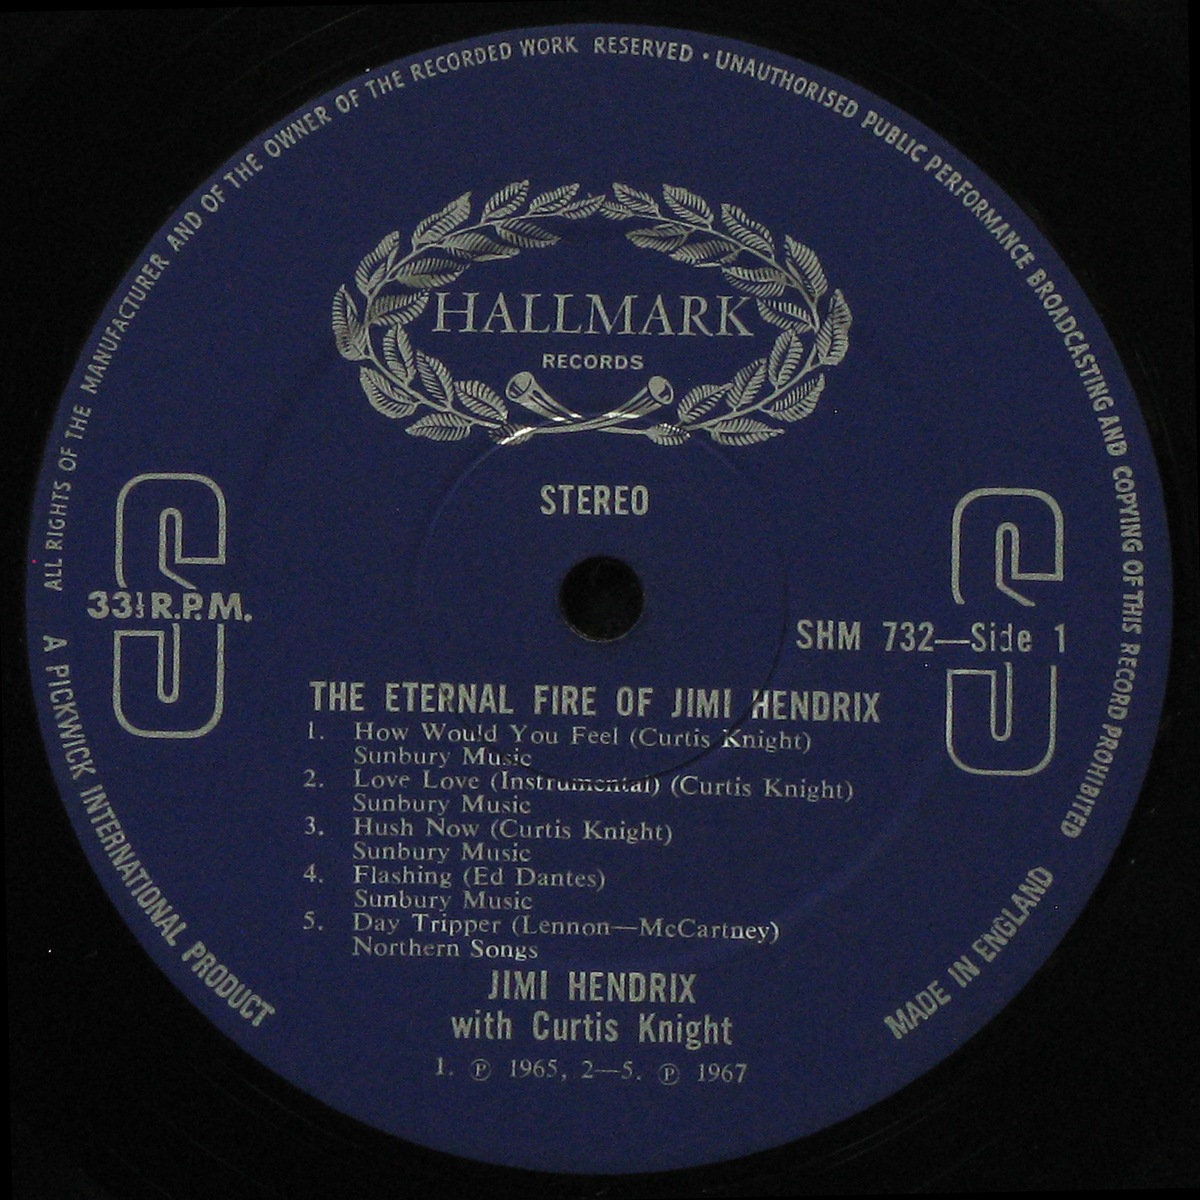 ALL RIGHTS OF THE MANUFACTURER AND OF THE OWNER OF THE RECORDED WORK RESERVED · UNAUTHORISED PUBLIC PERFORMANCE BROADCASTING AND COPYING OF THIS RECORD PROHIBITED
HALLMARK
RECORDS
STEREO
S
S
33⅓ R.P.M.
SHM 732—Side 1
THE ETERNAL FIRE OF JIMI HENDRIX
1. How Would You Feel (Curtis Knight)
Sunbury Music
2. Love Love (Instrumental) (Curtis Knight)
Sunbury Music
3. Hush Now (Curtis Knight)
Sunbury Music
4. Flashing (Ed Dantes)
Sunbury Music
5. Day Tripper (Lennon—McCartney)
Northern Songs
JIMI HENDRIX
with Curtis Knight
1. ℗ 1965, 2—5. ℗ 1967
A PICKWICK INTERNATIONAL PRODUCT
MADE IN ENGLAND